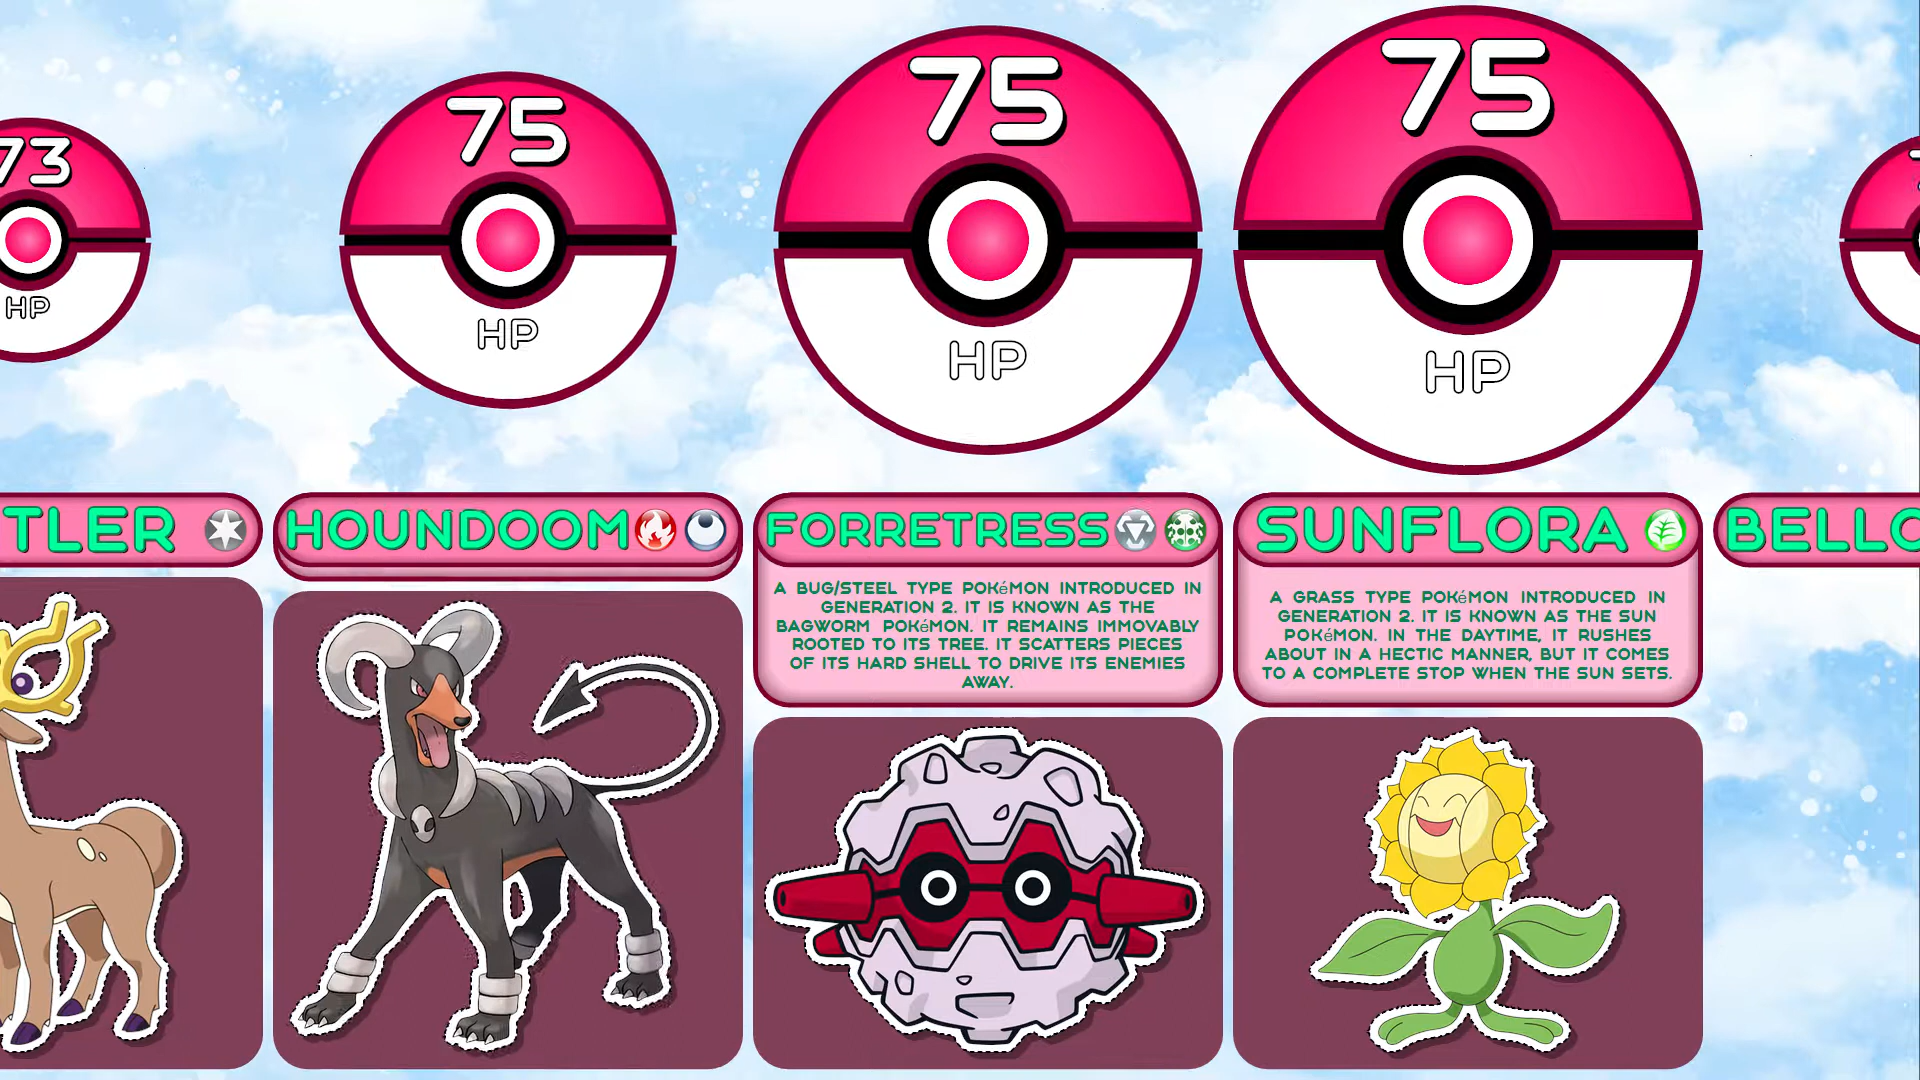 73
HP
75
HP
75
HP
75
HP
TLER
HOUNDOOM
FORRETRESS
A BUG/STEEL TYPE POKéMON INTRODUCED IN
GENERATION 2. IT IS KNOWN AS THE
BAGWORM POKéMON. IT REMAINS IMMOVABLY
ROOTED TO ITS TREE. IT SCATTERS PIECES
OF ITS HARD SHELL TO DRIVE ITS ENEMIES
AWAY.
SUNFLORA
A GRASS TYPE POKéMON INTRODUCED IN
GENERATION 2. IT IS KNOWN AS THE SUN
POKéMON. IN THE DAYTIME, IT RUSHES
ABOUT IN A HECTIC MANNER, BUT IT COMES
TO A COMPLETE STOP WHEN THE SUN SETS.
BELLO